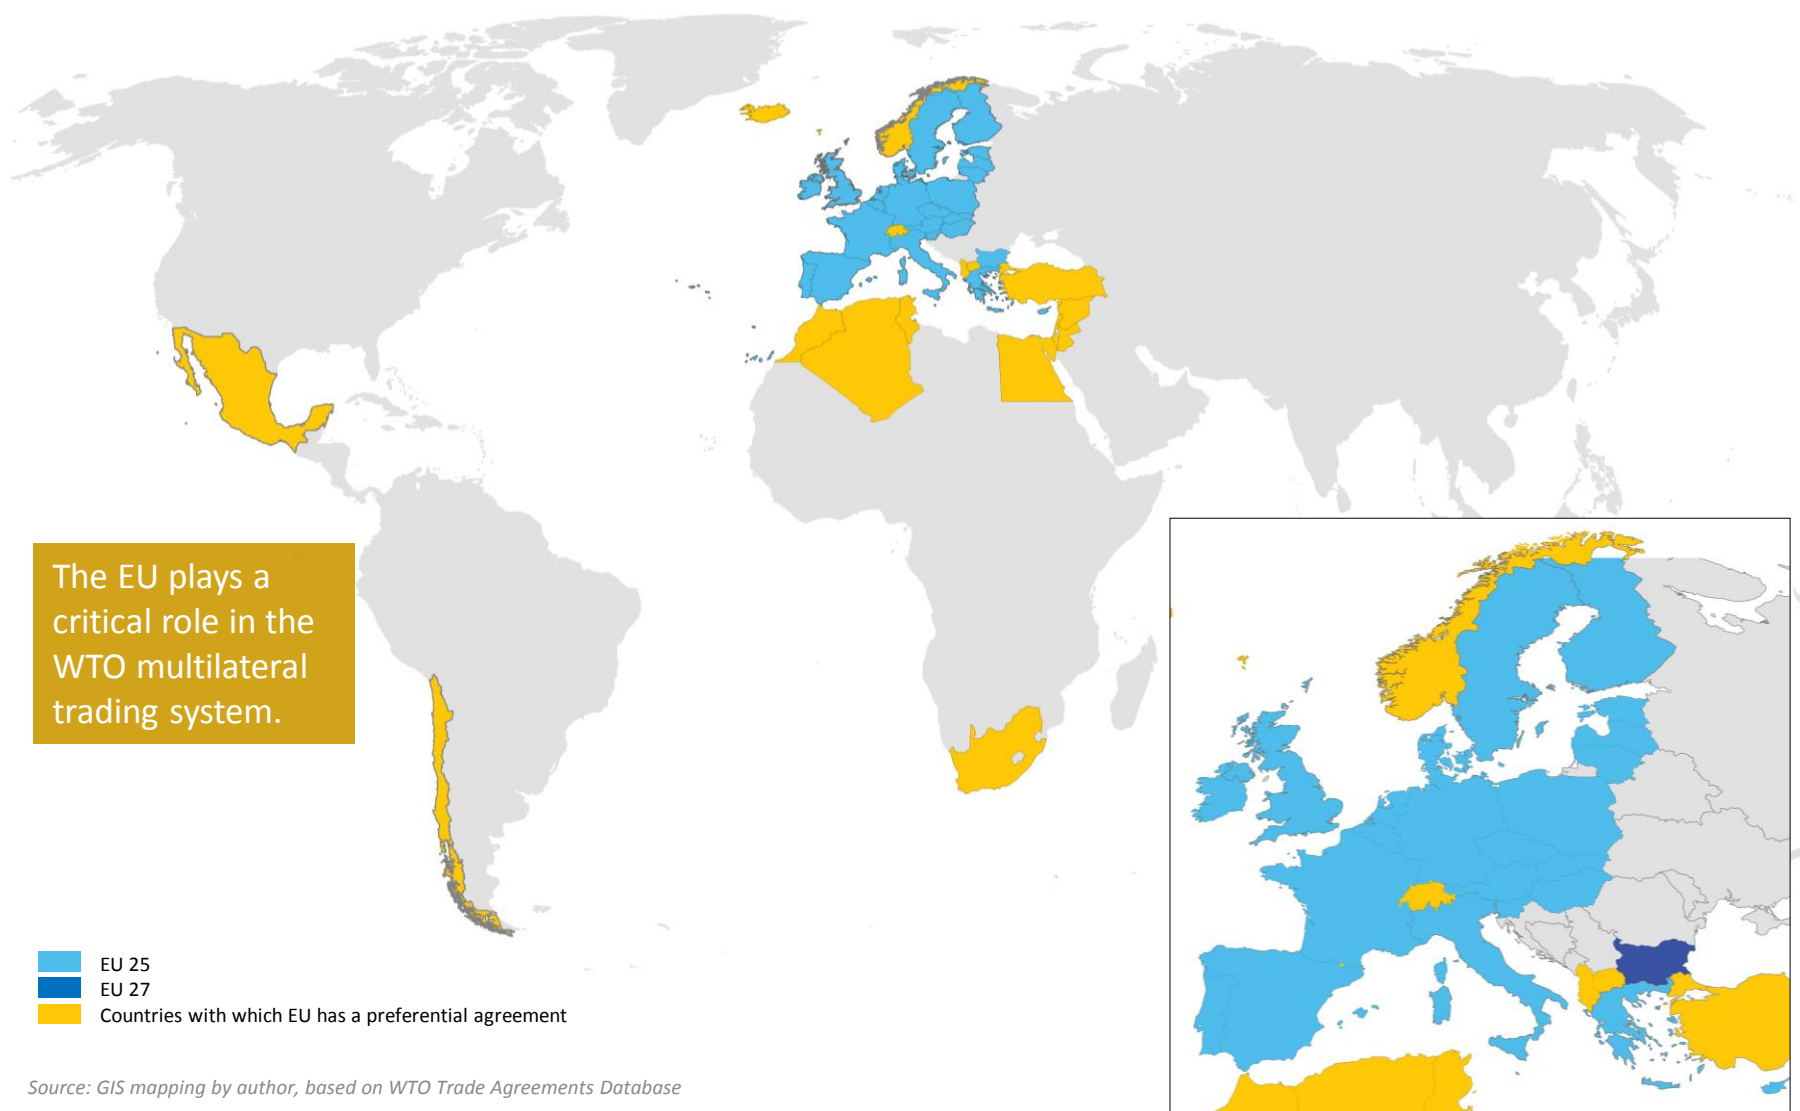 The EU plays a
critical role in the
WTO multilateral
trading system.
EU 25
EU 27
Countries with which EU has a preferential agreement
Source: GIS mapping by author, based on WTO Trade Agreements Database